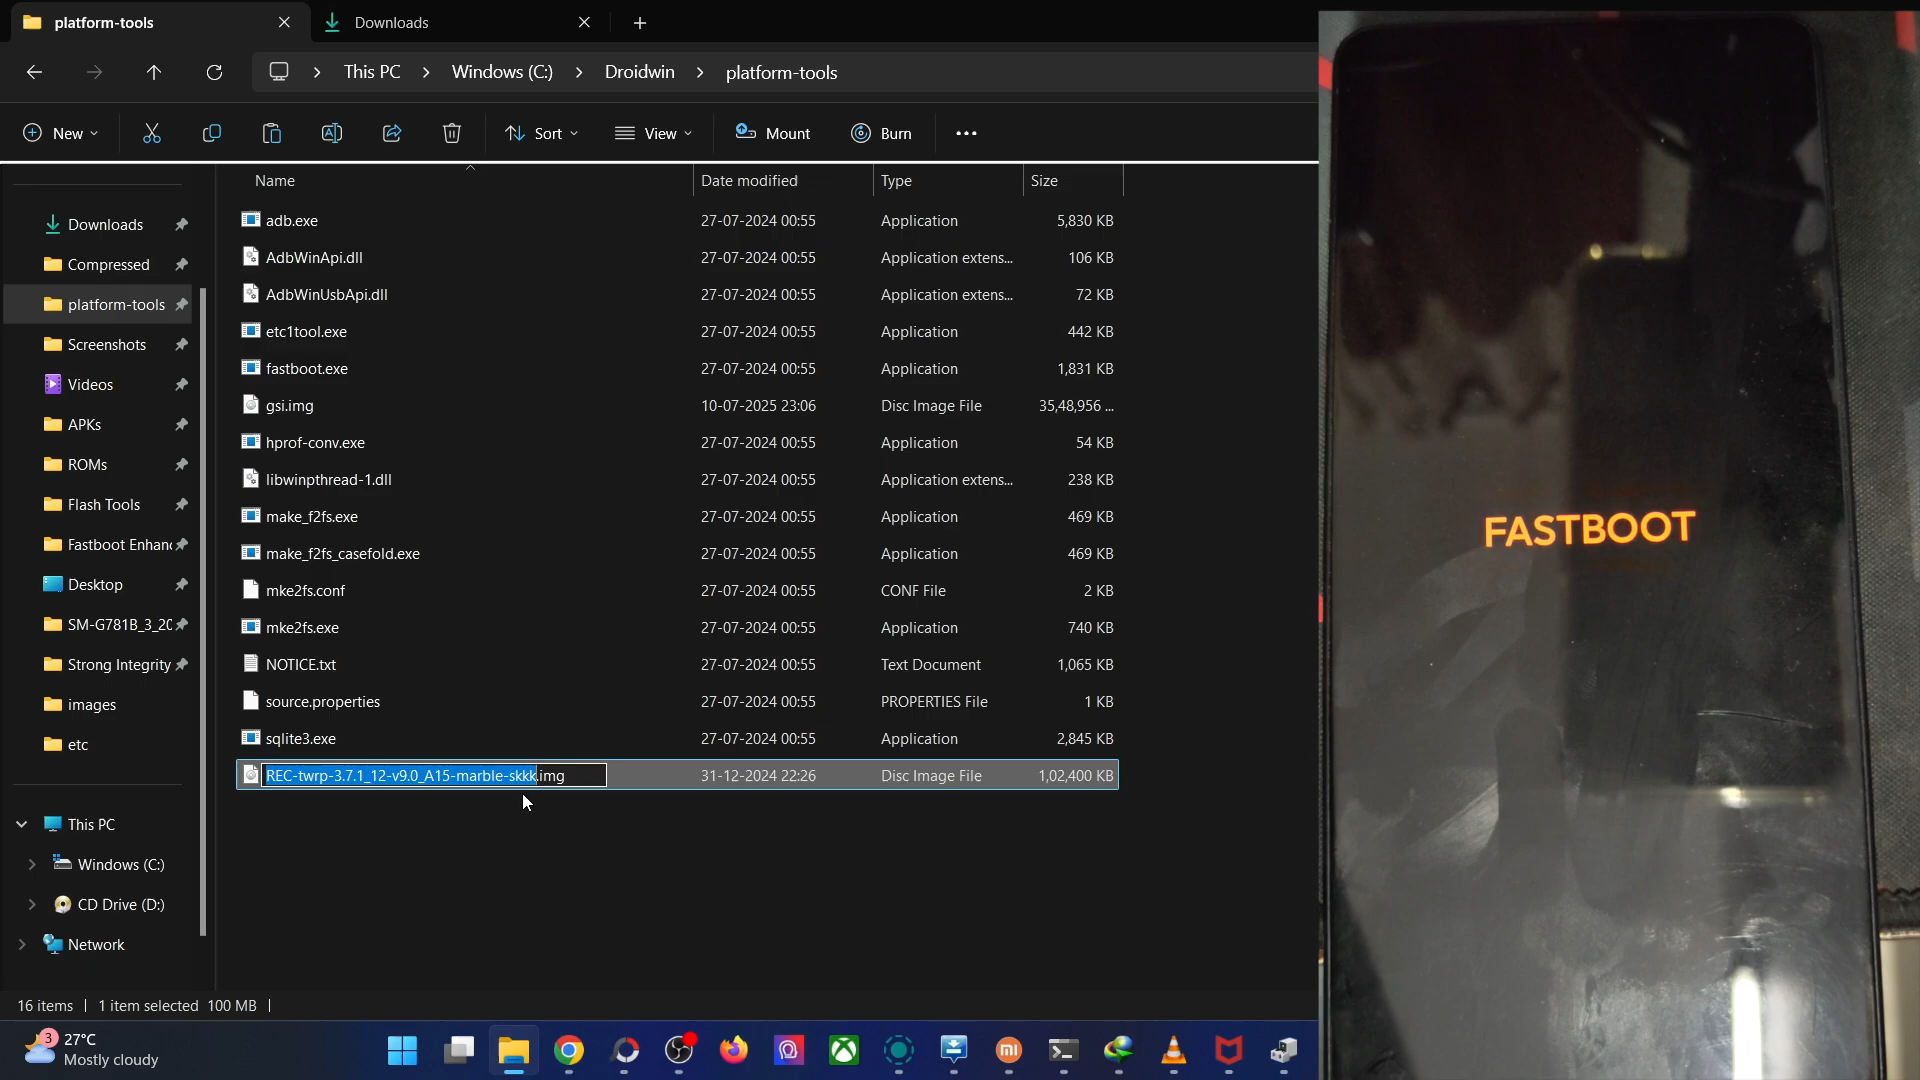 platform-tools
Downloads
This PC > Windows (C:) > Droidwin > platform-tools
New
Sort
View
Mount
Burn
Name Date modified Type Size
adb.exe 27-07-2024 00:55 Application 5,830 KB
AdbWinApi.dll 27-07-2024 00:55 Application extens... 106 KB
AdbWinUsbApi.dll 27-07-2024 00:55 Application extens... 72 KB
etc1tool.exe 27-07-2024 00:55 Application 442 KB
fastboot.exe 27-07-2024 00:55 Application 1,831 KB
gsi.img 10-07-2025 23:06 Disc Image File 35,48,956 ...
hprof-conv.exe 27-07-2024 00:55 Application 54 KB
libwinpthread-1.dll 27-07-2024 00:55 Application extens... 238 KB
make_f2fs.exe 27-07-2024 00:55 Application 469 KB
make_f2fs_casefold.exe 27-07-2024 00:55 Application 469 KB
mke2fs.conf 27-07-2024 00:55 CONF File 2 KB
mke2fs.exe 27-07-2024 00:55 Application 740 KB
NOTICE.txt 27-07-2024 00:55 Text Document 1,065 KB
source.properties 27-07-2024 00:55 PROPERTIES File 1 KB
sqlite3.exe 27-07-2024 00:55 Application 2,845 KB
REC-twrp-3.7.1_12-v9.0_A15-marble-skkk.img 31-12-2024 22:26 Disc Image File 1,02,400 KB
Downloads
Compressed
platform-tools
Screenshots
Videos
APKs
ROMs
Flash Tools
Fastboot Enhanc
Desktop
SM-G781B_3_20
Strong Integrity
images
etc
This PC
Windows (C:)
CD Drive (D:)
Network
16 items
1 item selected 100 MB
3
27°C
Mostly cloudy
mi
FASTBOOT